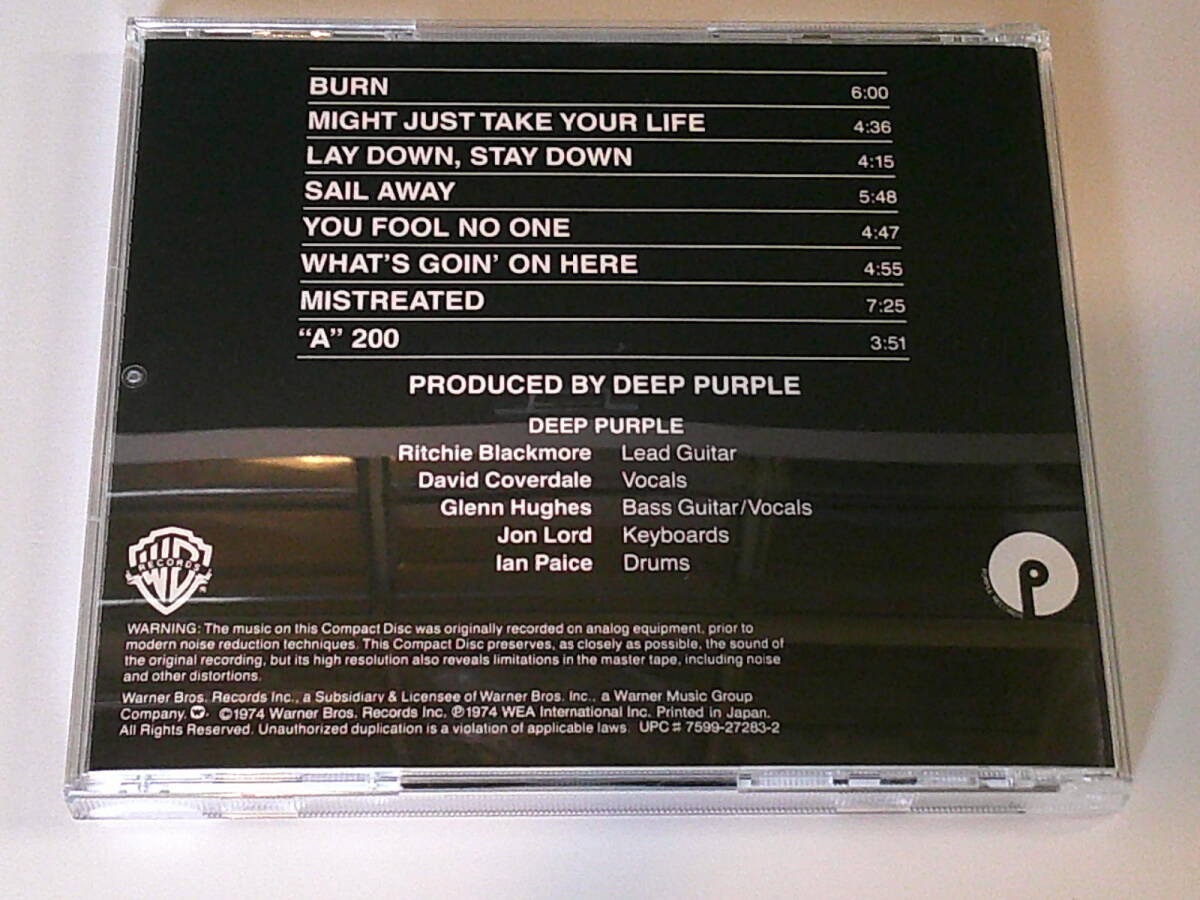 BURN 6:00
MIGHT JUST TAKE YOUR LIFE 4:36
LAY DOWN, STAY DOWN 4:15
SAIL AWAY 5:48
YOU FOOL NO ONE 4:47
WHAT'S GOIN' ON HERE 4:55
MISTREATED 7:25
“A” 200 3:51
PRODUCED BY DEEP PURPLE
DEEP PURPLE
Ritchie Blackmore Lead Guitar
David Coverdale Vocals
Glenn Hughes Bass Guitar/Vocals
Jon Lord Keyboards
Ian Paice Drums
RECORDS
WARNING: The music on this Compact Disc was originally recorded on analog equipment, prior to
modern noise reduction techniques. This Compact Disc preserves, as closely as possible, the sound of
the original recording, but its high resolution also reveals limitations in the master tape, including noise
and other distortions.
Warner Bros. Records Inc., a Subsidiary & Licensee of Warner Bros. Inc., a Warner Music Group
Company. ©1974 Warner Bros. Records Inc. ℗1974 WEA International Inc. Printed in Japan.
All Rights Reserved. Unauthorized duplication is a violation of applicable laws. UPC # 7599-27283-2